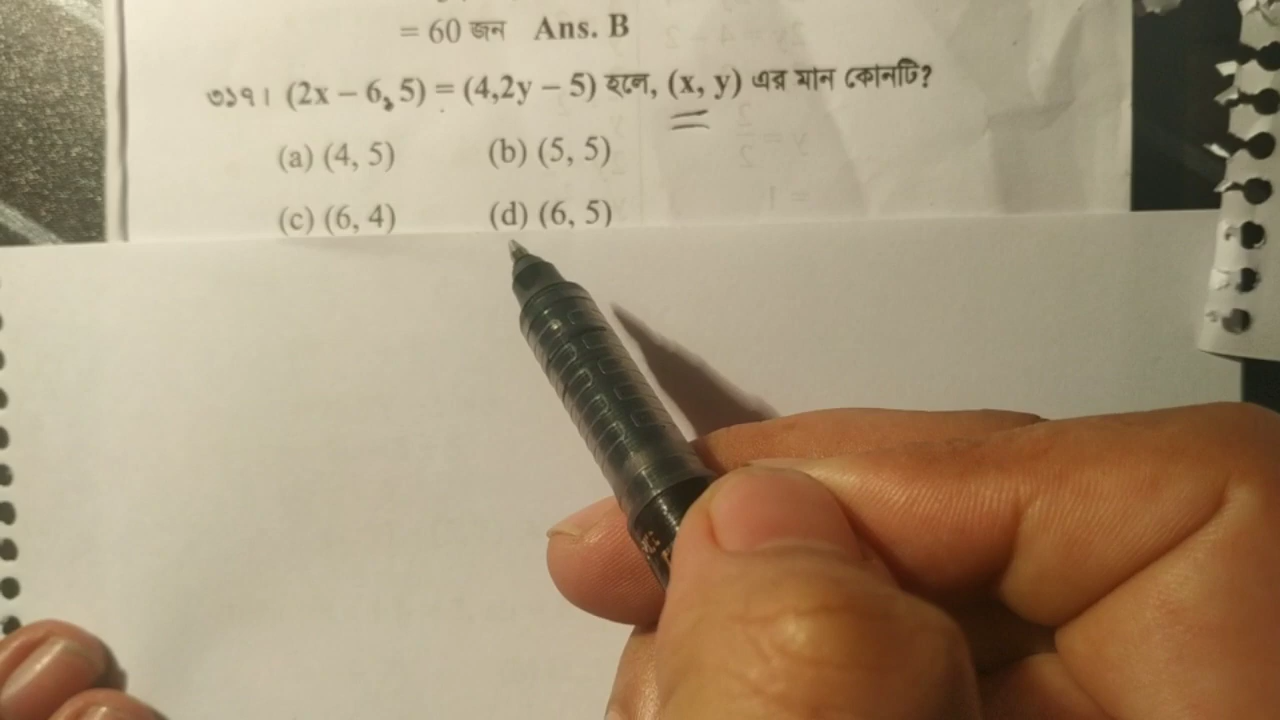 = 60 জন Ans. B
৩১৭। (2x – 6, 5) = (4,2y – 5) হলে, (x, y) এর মান কোনটি?
(a) (4, 5) (b) (5, 5)
(c) (6, 4) (d) (6, 5)